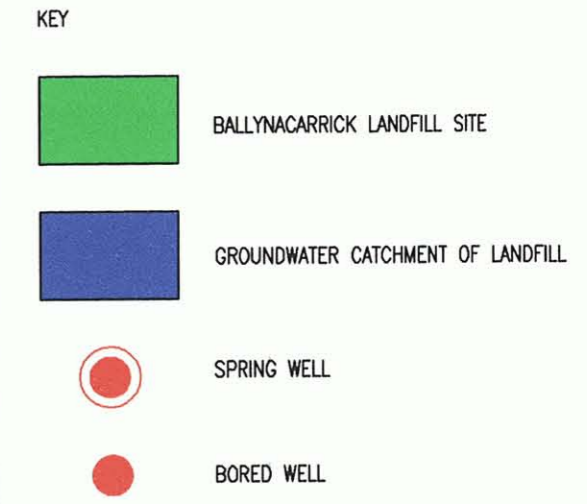 KEY
BALLYNACARRICK LANDFILL SITE
GROUNDWATER CATCHMENT OF LANDFILL
SPRING WELL
BORED WELL